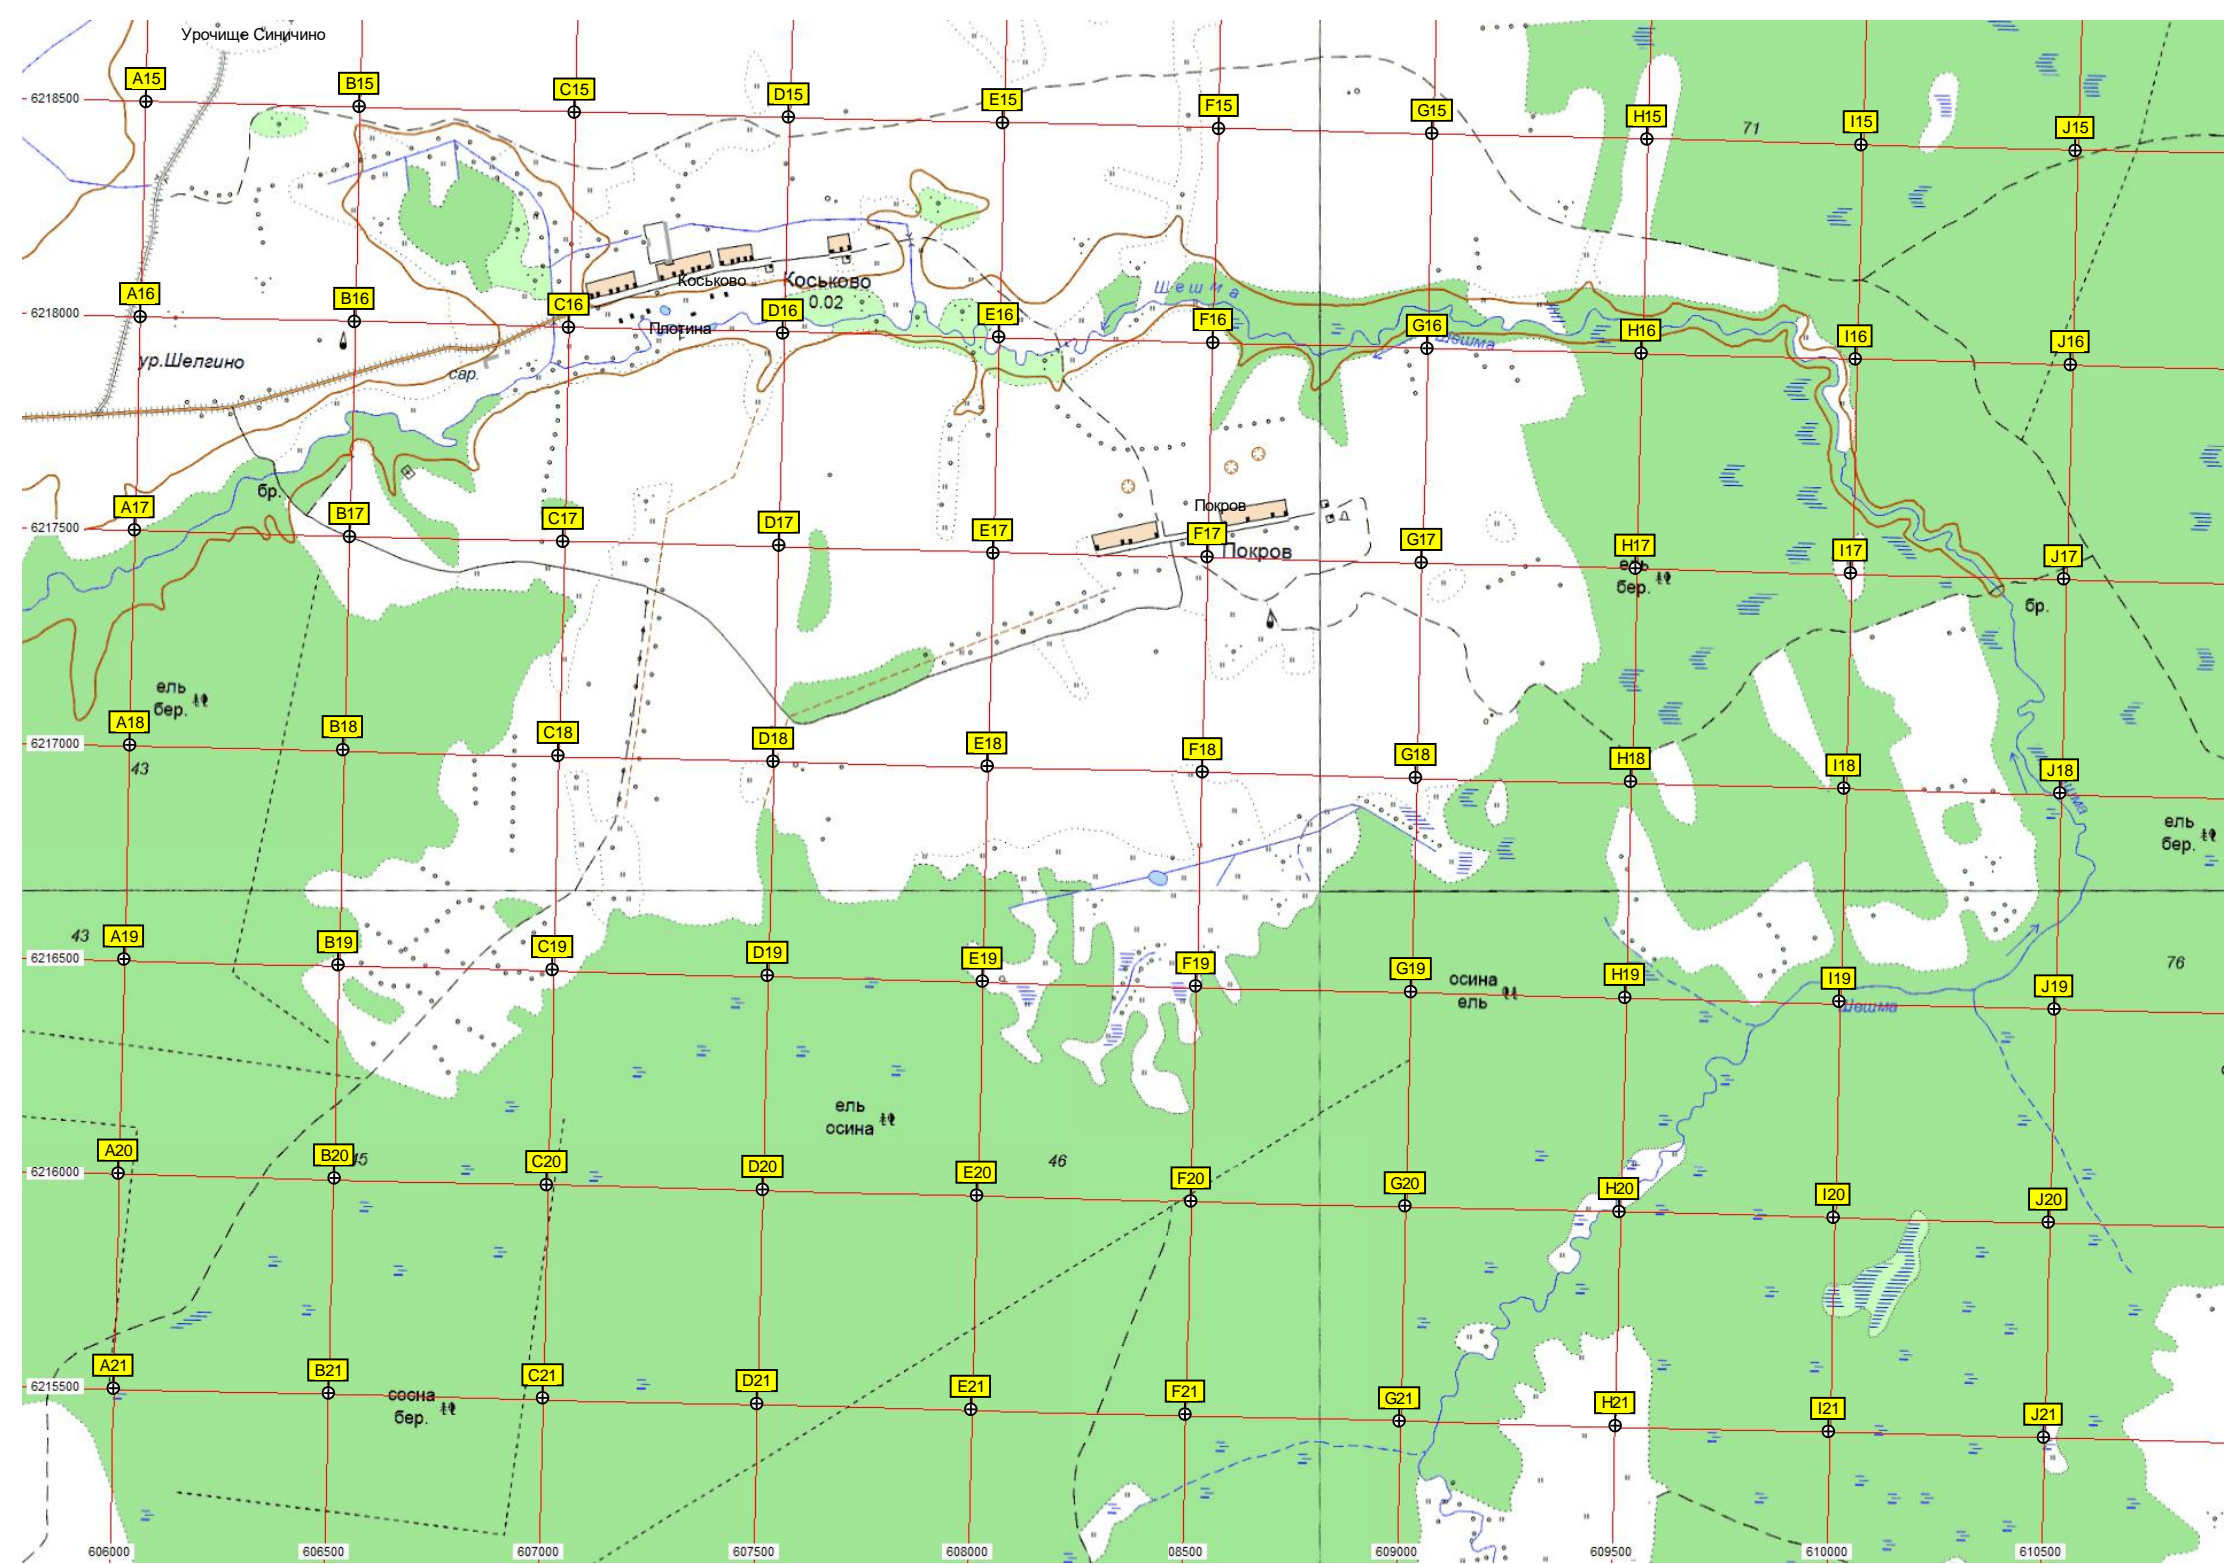 Урочище Синичино
A15 B15 C15 D15 E15 F15 G15 H15 I15 J15
6218500
71
Шешма
Коськово
Коськово
0.02
A16 B16 C16 D16 E16 F16 G16 H16 I16 J16
6218000
Плотина
Шешма
ур.Шелгино
сар.
бр.
Покров
A17 B17 C17 D17 E17 F17 G17 H17 I17 J17
6217500
Покров
ель
бер.
бр.
ель
бер.
A18 B18 C18 D18 E18 F18 G18 H18 I18 J18
6217000
43
ель
бер.
43
A19 B19 C19 D19 E19 F19 G19 H19 I19 J19
6216500
76
осина
ель
Шешма
ель
осина
46
A20 B20 C20 D20 E20 F20 G20 H20 I20 J20
45
6216000
A21 B21 C21 D21 E21 F21 G21 H21 I21 J21
6215500
сосна
бер.
606000 606500 607000 607500 608000 08500 609000 609500 610000 610500